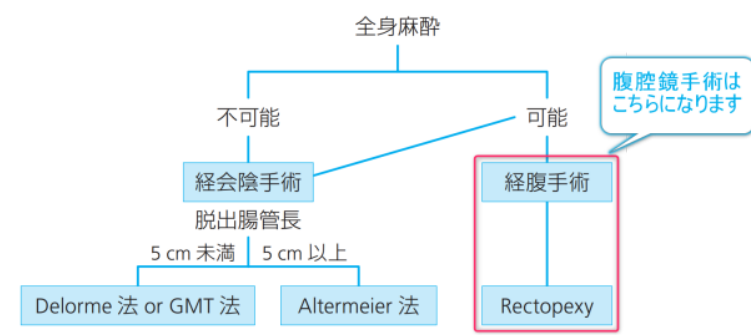 全身麻酔
腹腔鏡手術は
こちらになります
不可能
可能
経会陰手術
経腹手術
脱出腸管長
5 cm 未満
5 cm 以上
Delorme 法 or GMT 法
Altermeier 法
Rectopexy